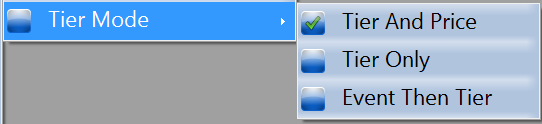 Tier Mode
Tier And Price
Tier Only
Event Then Tier